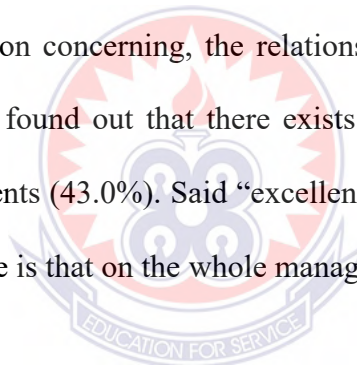 on concerning, the relations
found out that there exists
ents (43.0%). Said “excellen
e is that on the whole manag
EDUCATION FOR SERVICE